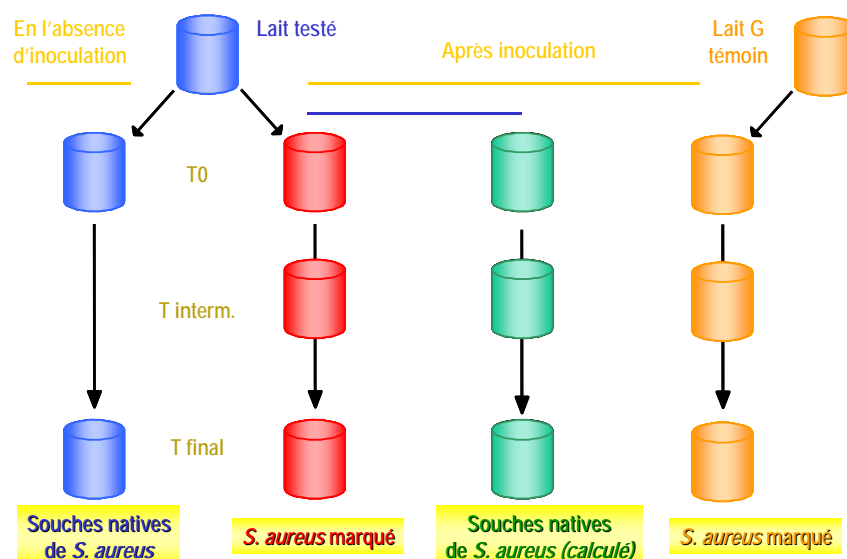 En l'absence
d'inoculation
Lait testé
Après inoculation
Lait G
témoin
T0
T interm.
T final
Souches natives
de S. aureus
S. aureus marqué
Souches natives
de S. aureus (calculé)
S. aureus marqué